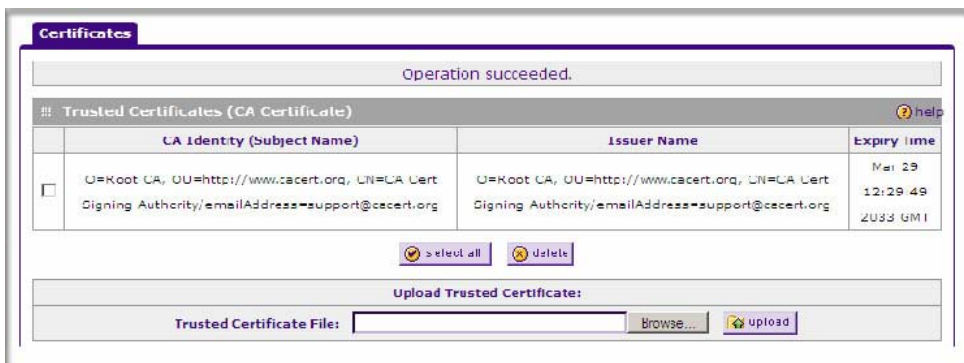 Certificates
Operation succeeded.
!!! Trusted Certificates (CA Certificate) help
CA Identity (Subject Name) Issuer Name Expiry Time
O=Root CA, OU=http://www.cacert.org, CN=CA Cert O=Root CA, OU=http://www.cacert.org, CN=CA Cert Mar 29
Signing Authority/emailAddress=support@cacert.org Signing Authority/emailAddress=support@cacert.org 12:29:49
2033 GMT
select all delete
Upload Trusted Certificate:
Trusted Certificate File: Browse... upload